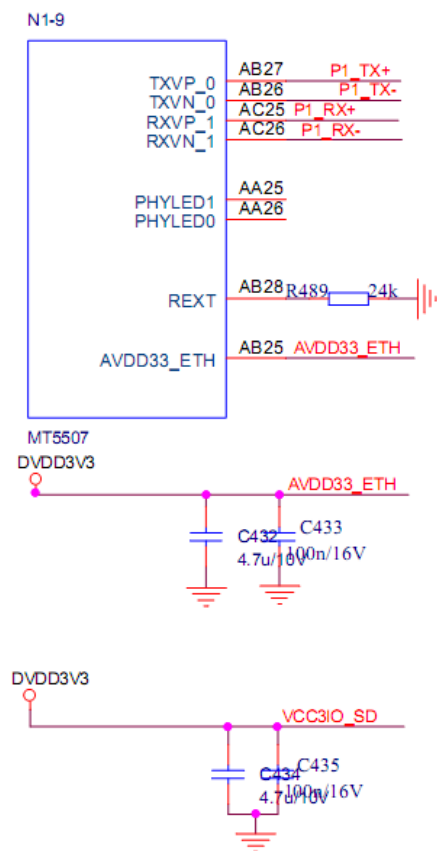 N1-9
TXVP_0 AB27 P1_TX+
TXVN_0 AB26 P1_TX-
RXVP_1 AC25 P1_RX+
RXVN_1 AC26 P1_RX-
PHYLED1 AA25
PHYLED0 AA26
REXT AB28 R489 24k
AVDD33_ETH AB25 AVDD33_ETH
MT5507
DVDD3V3
AVDD33_ETH
C432 C433
4.7u/10V 100n/16V
DVDD3V3
VCC3IO_SD
C434 C435
4.7u/10V 100n/16V